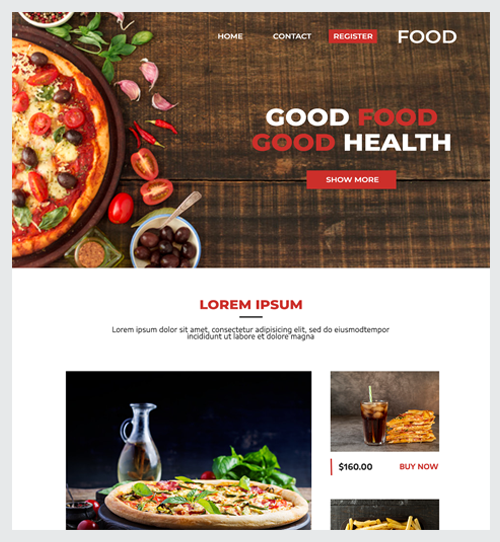 HOME CONTACT REGISTER FOOD
GOOD FOOD
GOOD HEALTH
SHOW MORE
LOREM IPSUM
Lorem ipsum dolor sit amet, consectetur adipisicing elit, sed do eiusmodtempor
incididunt ut labore et dolore magna
$160.00 BUY NOW